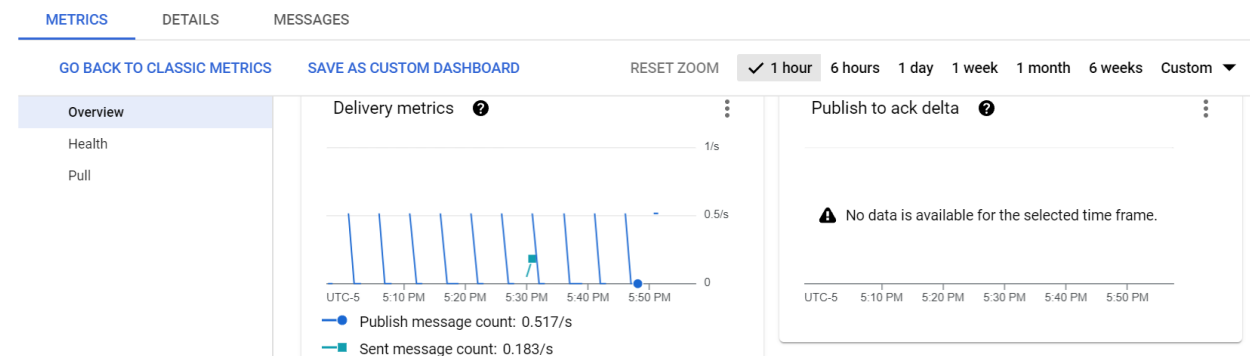 METRICS DETAILS MESSAGES
GO BACK TO CLASSIC METRICS SAVE AS CUSTOM DASHBOARD RESET ZOOM 1 hour 6 hours 1 day 1 week 1 month 6 weeks Custom
Overview
Health
Pull
Delivery metrics ?
1/s
0.5/s
0
UTC-5 5:10 PM 5:20 PM 5:30 PM 5:40 PM 5:50 PM
Publish message count: 0.517/s
Sent message count: 0.183/s
Publish to ack delta ?
No data is available for the selected time frame.
UTC-5 5:10 PM 5:20 PM 5:30 PM 5:40 PM 5:50 PM